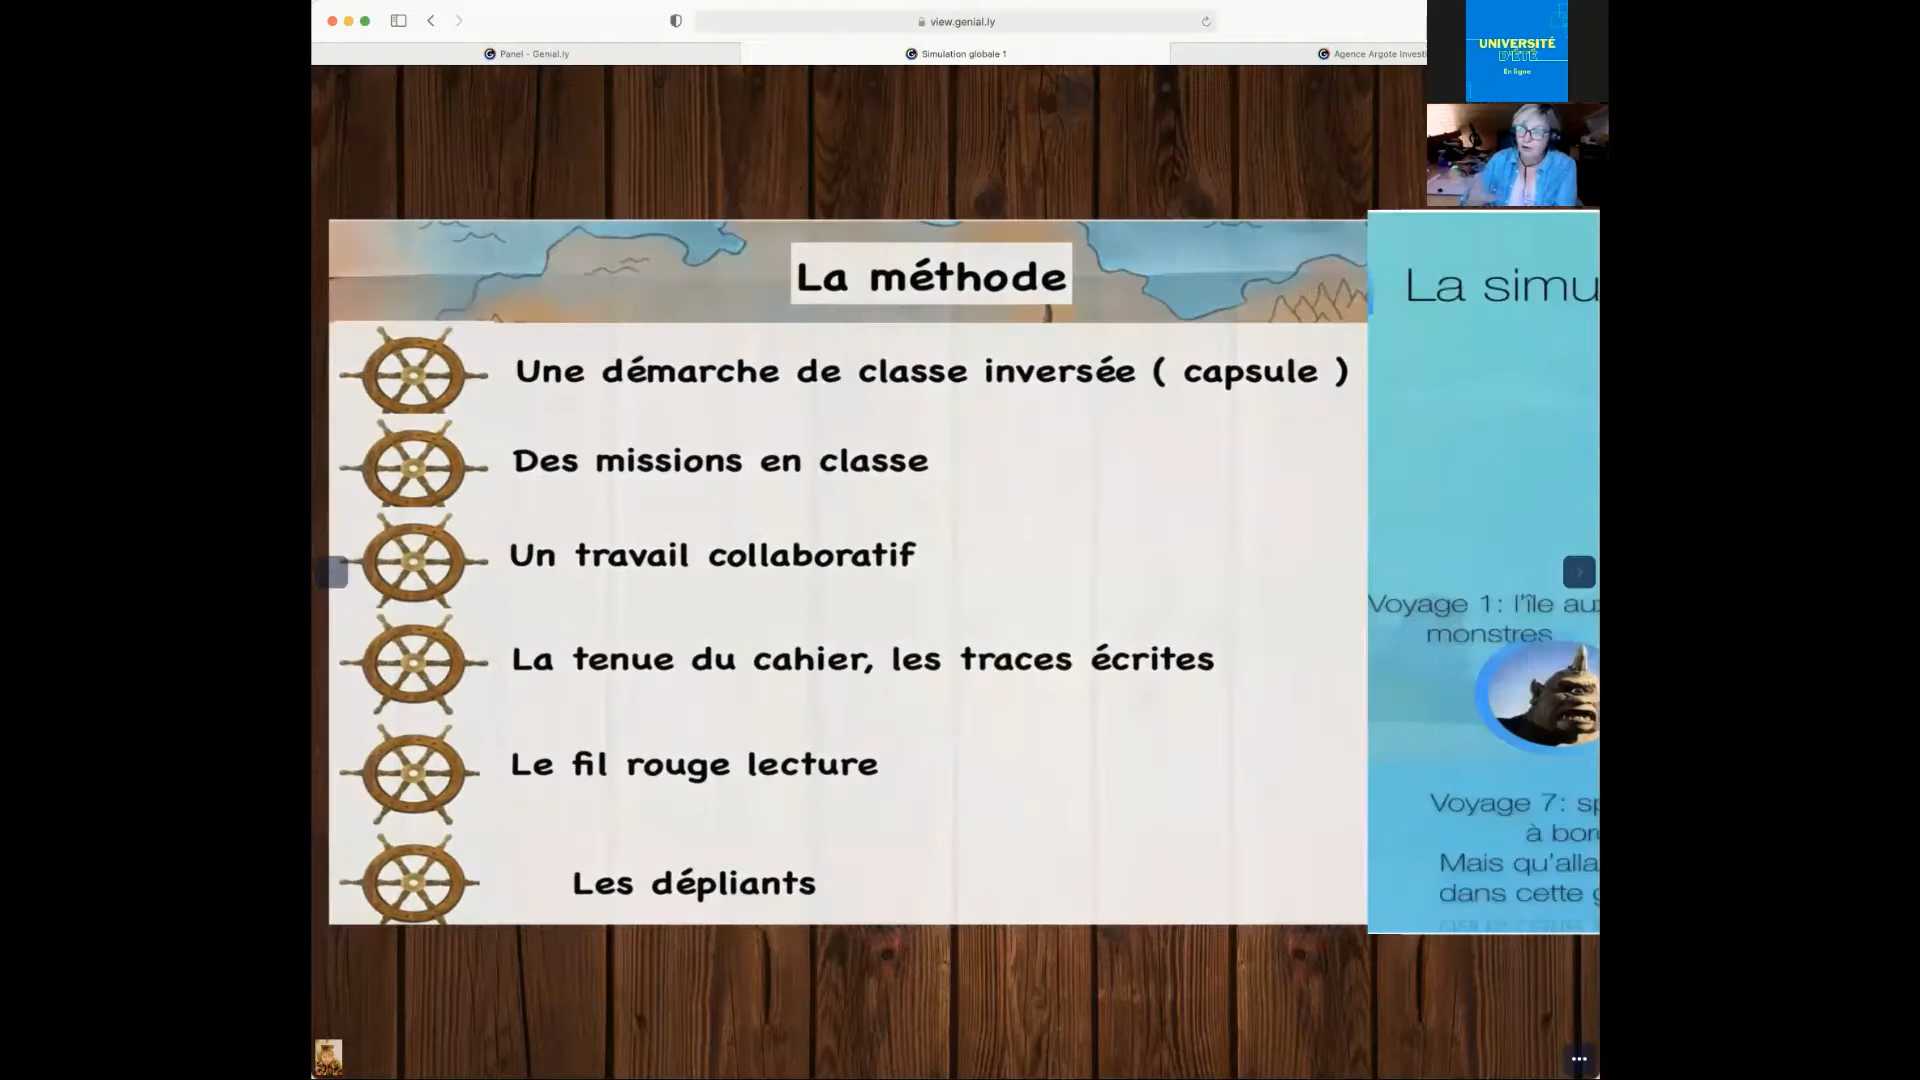 view.genial.ly
Panel - Genial.ly
Simulation globale 1
Agence Argote Investi
UNIVERSITÉ
D'ÉTÉ
En ligne
La méthode
Une démarche de classe inversée ( capsule )
Des missions en classe
Un travail collaboratif
La tenue du cahier, les traces écrites
Le fil rouge lecture
Les dépliants
La simu
Voyage 1: l'île au
monstres
Voyage 7: sp
à bor
Mais qu'alla
dans cette g